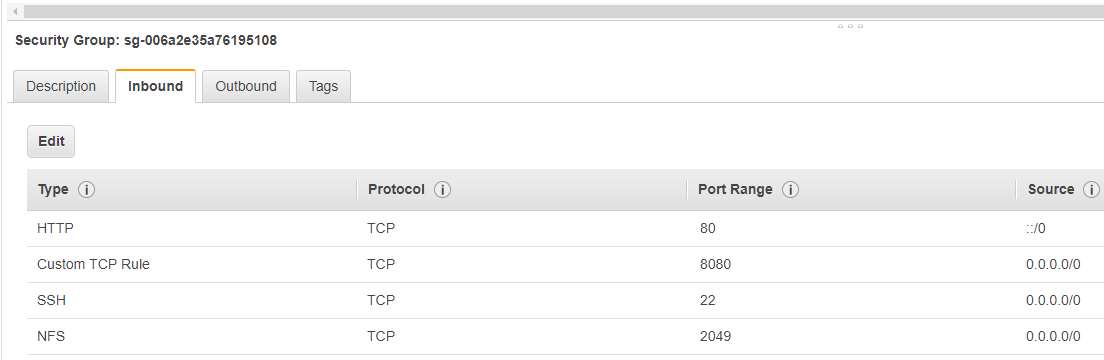 Security Group: sg-006a2e35a76195108
Description Inbound Outbound Tags
Edit
Type i Protocol i Port Range i Source i
HTTP TCP 80 ::/0
Custom TCP Rule TCP 8080 0.0.0.0/0
SSH TCP 22 0.0.0.0/0
NFS TCP 2049 0.0.0.0/0